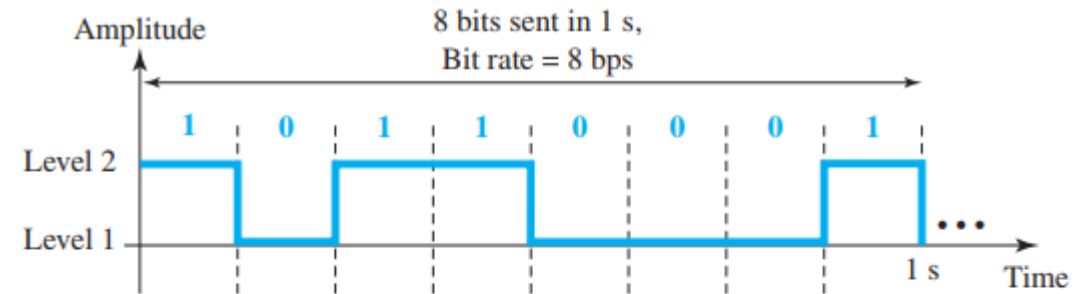 8 bits sent in 1 s,
Amplitude
Bit rate = 8 bps
1 0 1 1 0 0 0 1
Level 2
Level 1
1 s
Time